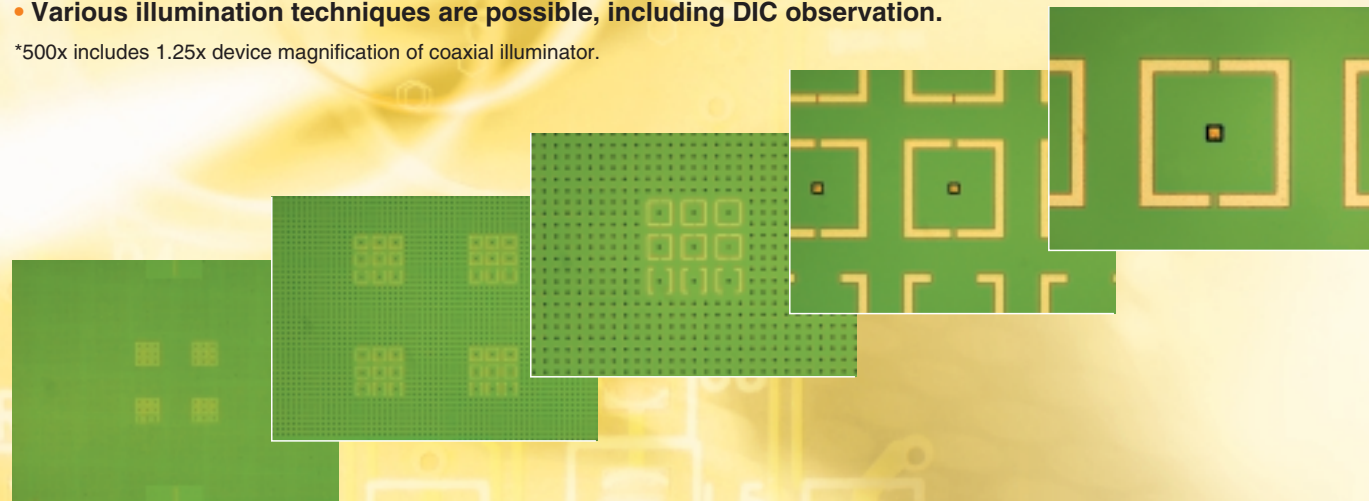 • Various illumination techniques are possible, including DIC observation.
*500x includes 1.25x device magnification of coaxial illuminator.